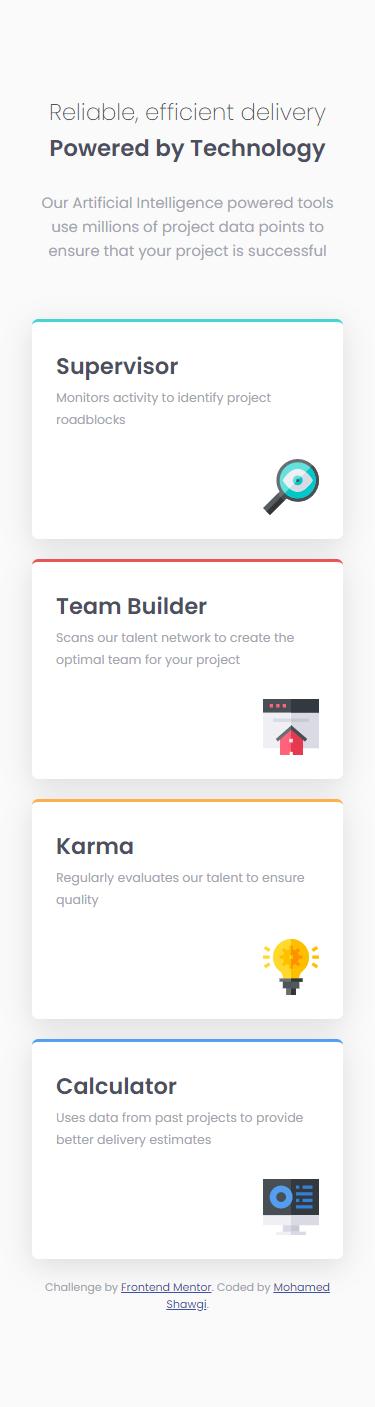 Reliable, efficient delivery
Powered by Technology
Our Artificial Intelligence powered tools
use millions of project data points to
ensure that your project is successful
Supervisor
Monitors activity to identify project
roadblocks
Team Builder
Scans our talent network to create the
optimal team for your project
Karma
Regularly evaluates our talent to ensure
quality
Calculator
Uses data from past projects to provide
better delivery estimates
Challenge by Frontend Mentor. Coded by Mohamed
Shawgi.